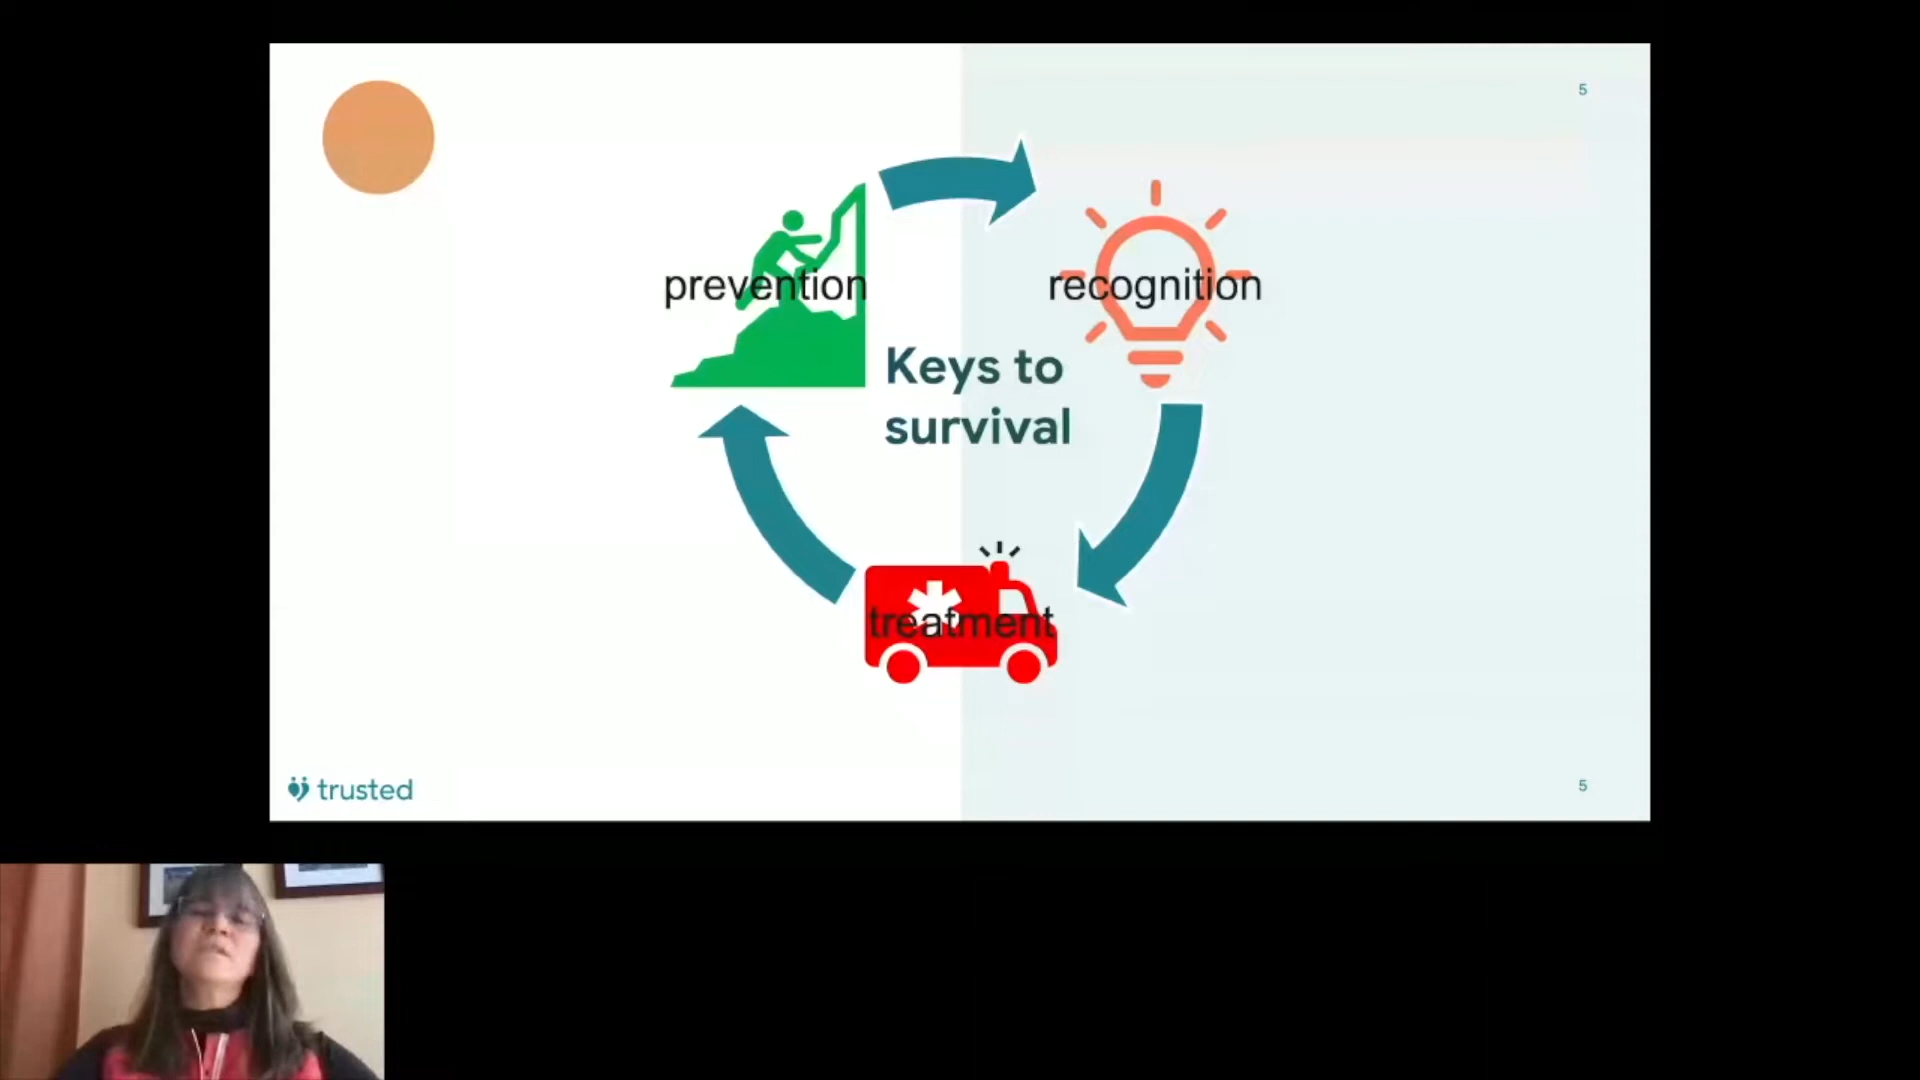 5
prevention
recognition
Keys to
survival
treatment
trusted
5